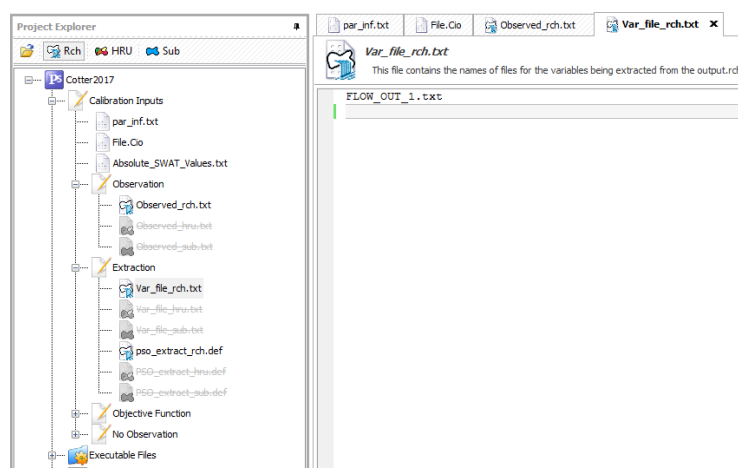 Project Explorer
Rch HRU Sub
Ps Cotter2017
Calibration Inputs
par_inf.txt
File.Cio
Absolute_SWAT_Values.txt
Observation
Observed_rch.txt
Observed_hru.txt
Observed_sub.txt
Extraction
Var_file_rch.txt
Var_file_hru.txt
Var_file_sub.txt
pso_extract_rch.def
PSO_extract_hru.def
PSO_extract_sub.def
Objective Function
No Observation
Executable Files
par_inf.txt File.Cio Observed_rch.txt Var_file_rch.txt
Var_file_rch.txt
This file contains the names of files for the variables being extracted from the output.rch
FLOW_OUT_1.txt